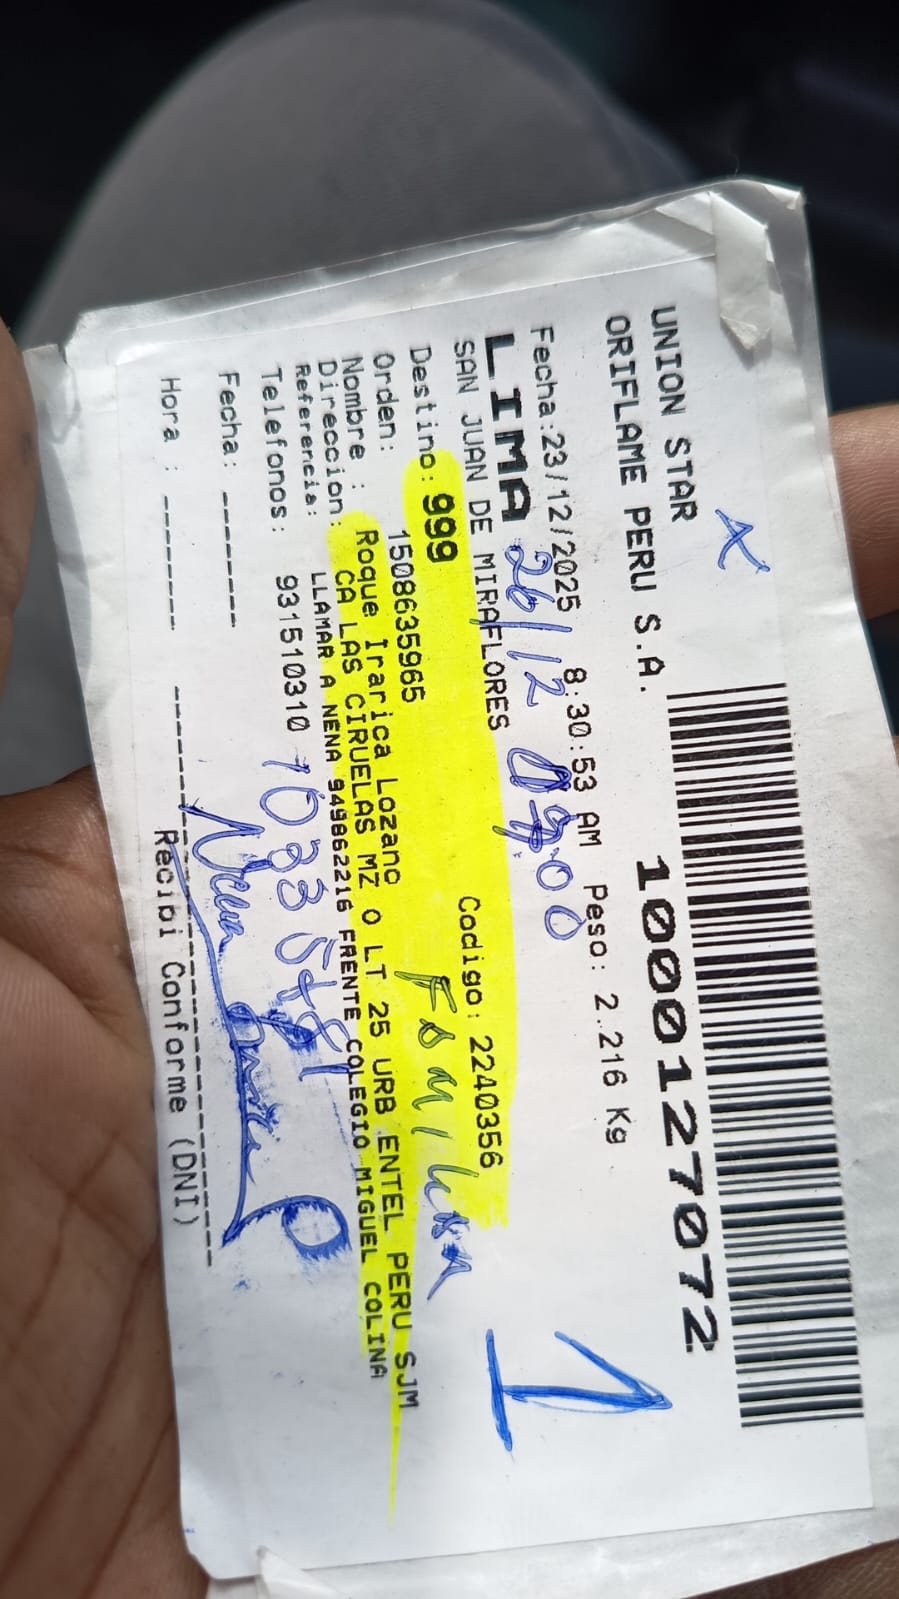 X
UNION STAR
ORIFLAME PERU S.A. 1000127072
Fecha:23/12/2025 8:30:53 AM Peso: 2.216 Kg
LIMA 26/12 09:00
SAN JUAN DE MIRAFLORES Codigo: 2240356
1
Destino: 999 Familiar
Orden: 1508635965
Nombre : Roque Irarica Lozano
Direccion: CA LAS CIRUELAS MZ O LT 25 URB ENTEL PERU SJM
Referencia: LLAMAR A NENA 949862216 FRENTE COLEGIO MIGUEL COLINA
Telefonos: 931510310
Fecha: -------
Hora : -------
Recibi Conforme (DNI)